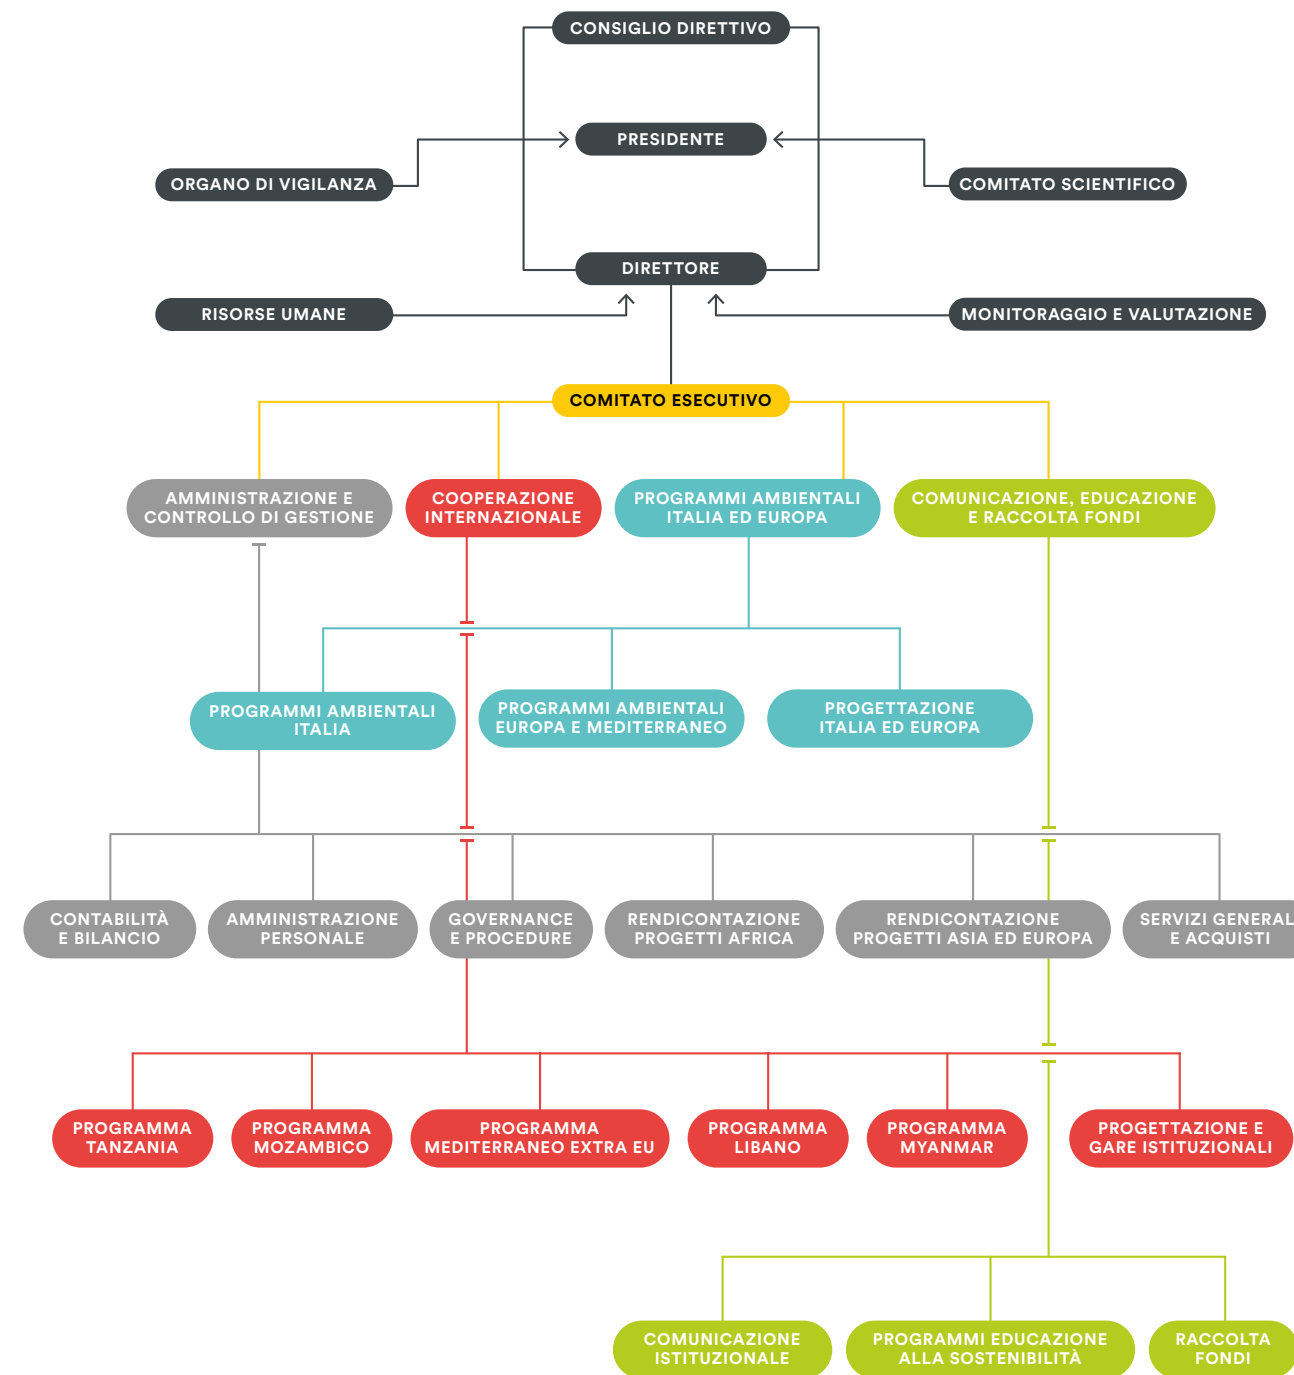 CONSIGLIO DIRETTIVO
PRESIDENTE
ORGANO DI VIGILANZA
COMITATO SCIENTIFICO
DIRETTORE
RISORSE UMANE
MONITORAGGIO E VALUTAZIONE
COMITATO ESECUTIVO
AMMINISTRAZIONE E
CONTROLLO DI GESTIONE
COOPERAZIONE
INTERNAZIONALE
PROGRAMMI AMBIENTALI
ITALIA ED EUROPA
COMUNICAZIONE, EDUCAZIONE
E RACCOLTA FONDI
PROGRAMMI AMBIENTALI
ITALIA
PROGRAMMI AMBIENTALI
EUROPA E MEDITERRANEO
PROGETTAZIONE
ITALIA ED EUROPA
CONTABILITÀ
E BILANCIO
AMMINISTRAZIONE
PERSONALE
GOVERNANCE
E PROCEDURE
RENDICONTAZIONE
PROGETTI AFRICA
RENDICONTAZIONE
PROGETTI ASIA ED EUROPA
SERVIZI GENERAL
E ACQUISTI
PROGRAMMA
TANZANIA
PROGRAMMA
MOZAMBICO
PROGRAMMA
MEDITERRANEO EXTRA EU
PROGRAMMA
LIBANO
PROGRAMMA
MYANMAR
PROGETTAZIONE E
GARE ISTITUZIONALI
COMUNICAZIONE
ISTITUZIONALE
PROGRAMMI EDUCAZIONE
ALLA SOSTENIBILITÀ
RACCOLTA
FONDI